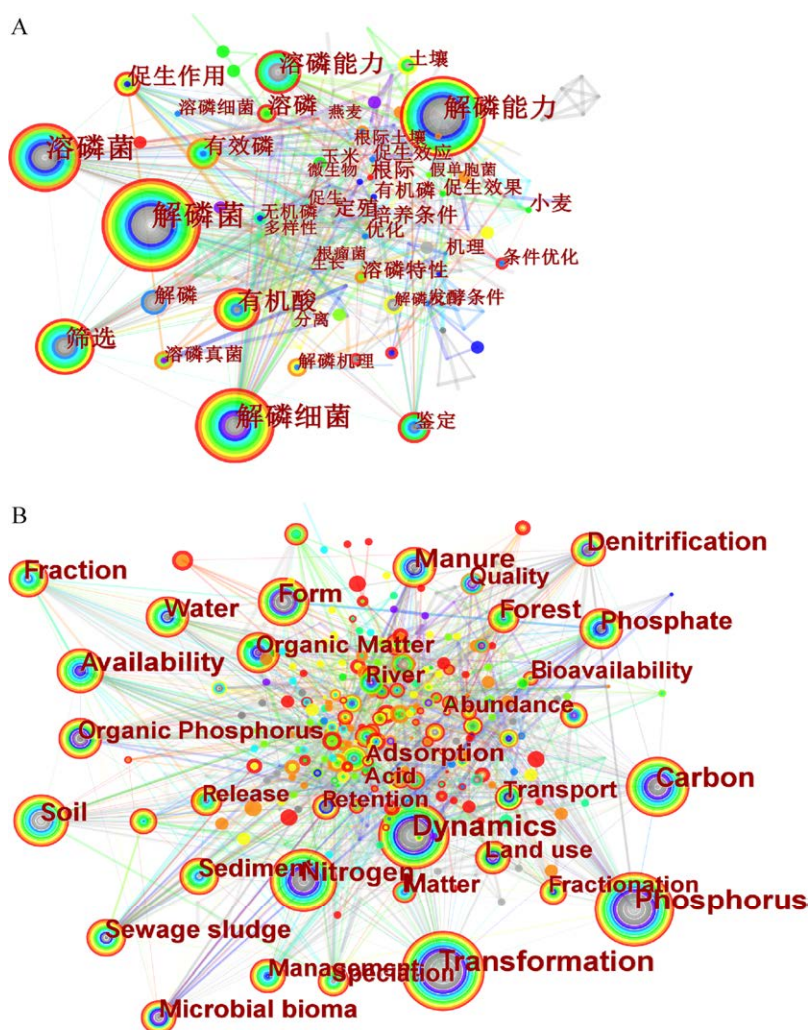 A
促生作用
溶磷能力
土壤
溶磷细菌
溶磷
燕麦
解磷能力
溶磷菌
有效磷
根际土壤
玉米
促生效应
微生物
根际
假单胞菌
有机磷
促生效果
促生
定殖
小麦
解磷菌
无机磷
培养条件
多样性
优化
根瘤菌
机理
条件优化
生长
溶磷特性
解磷
有机酸
发酵条件
分离
筛选
溶磷真菌
解磷机理
解磷细菌
鉴定
B
Fraction
Manure
Denitrification
Quality
Form
Water
Forest
Phosphate
Organic Matter
Availability
River
Bioavailability
Abundance
Organic Phosphorus
Adsorption
Acid
Carbon
Release
Retention
Transport
Soil
Dynamics
Land use
Sediment
Nitrogen
Matter
Fractionation
Phosphorus
Sewage sludge
Transformation
Management
Speciation
Microbial bioma